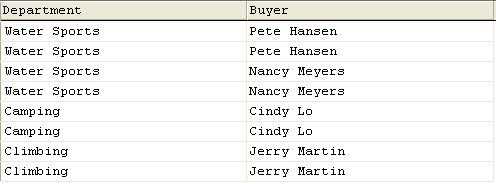 Department Buyer
Water Sports Pete Hansen
Water Sports Pete Hansen
Water Sports Nancy Meyers
Water Sports Nancy Meyers
Camping Cindy Lo
Camping Cindy Lo
Climbing Jerry Martin
Climbing Jerry Martin